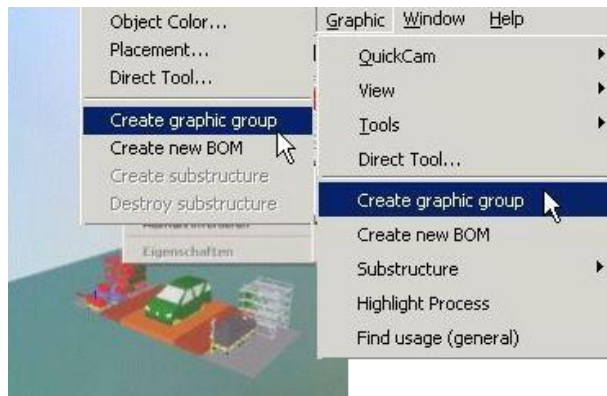 Object Color...
Placement...
Direct Tool...
Create graphic group
Create new BOM
Create substructure
Destroy substructure
Eigenschaften
Graphic Window Help
QuickCam
View
Tools
Direct Tool...
Create graphic group
Create new BOM
Substructure
Highlight Process
Find usage (general)